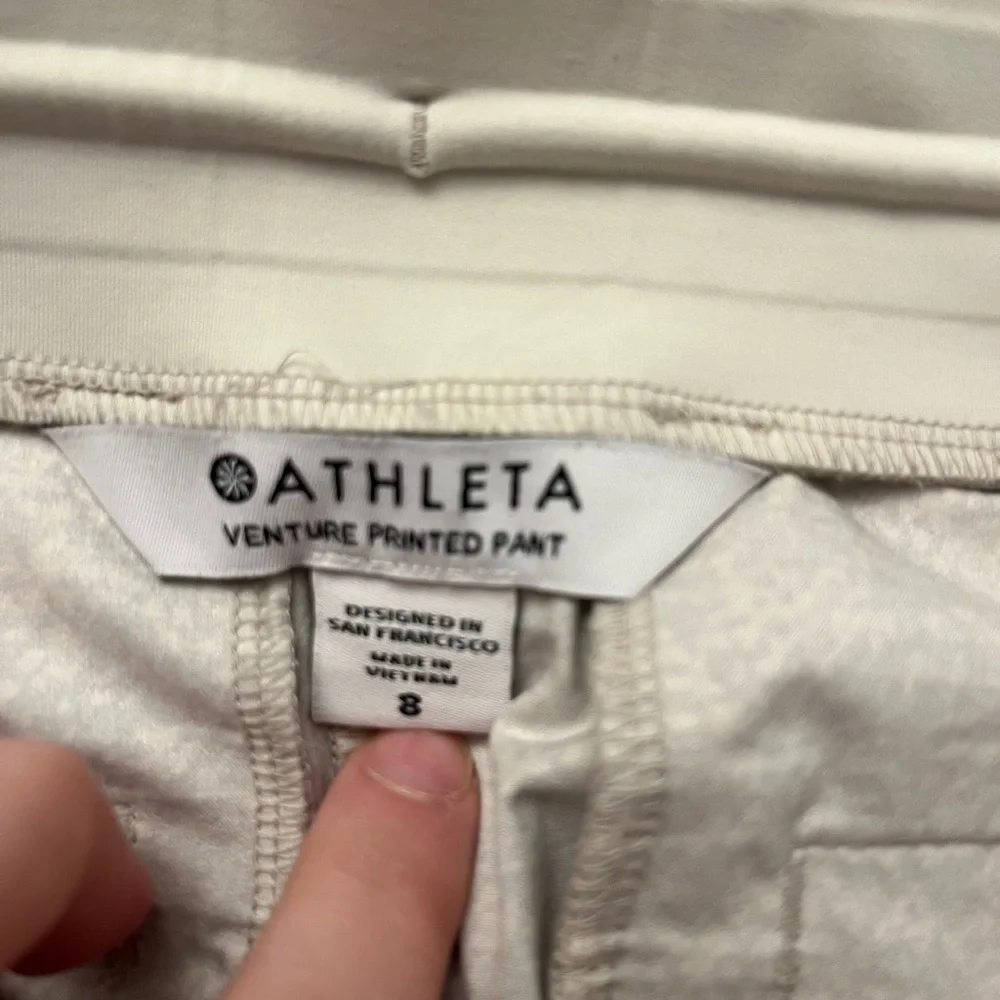 ATHLETA
VENTURE PRINTED PANT
DESIGNED IN
SAN FRANCISCO
MADE IN
VIETNAM
8